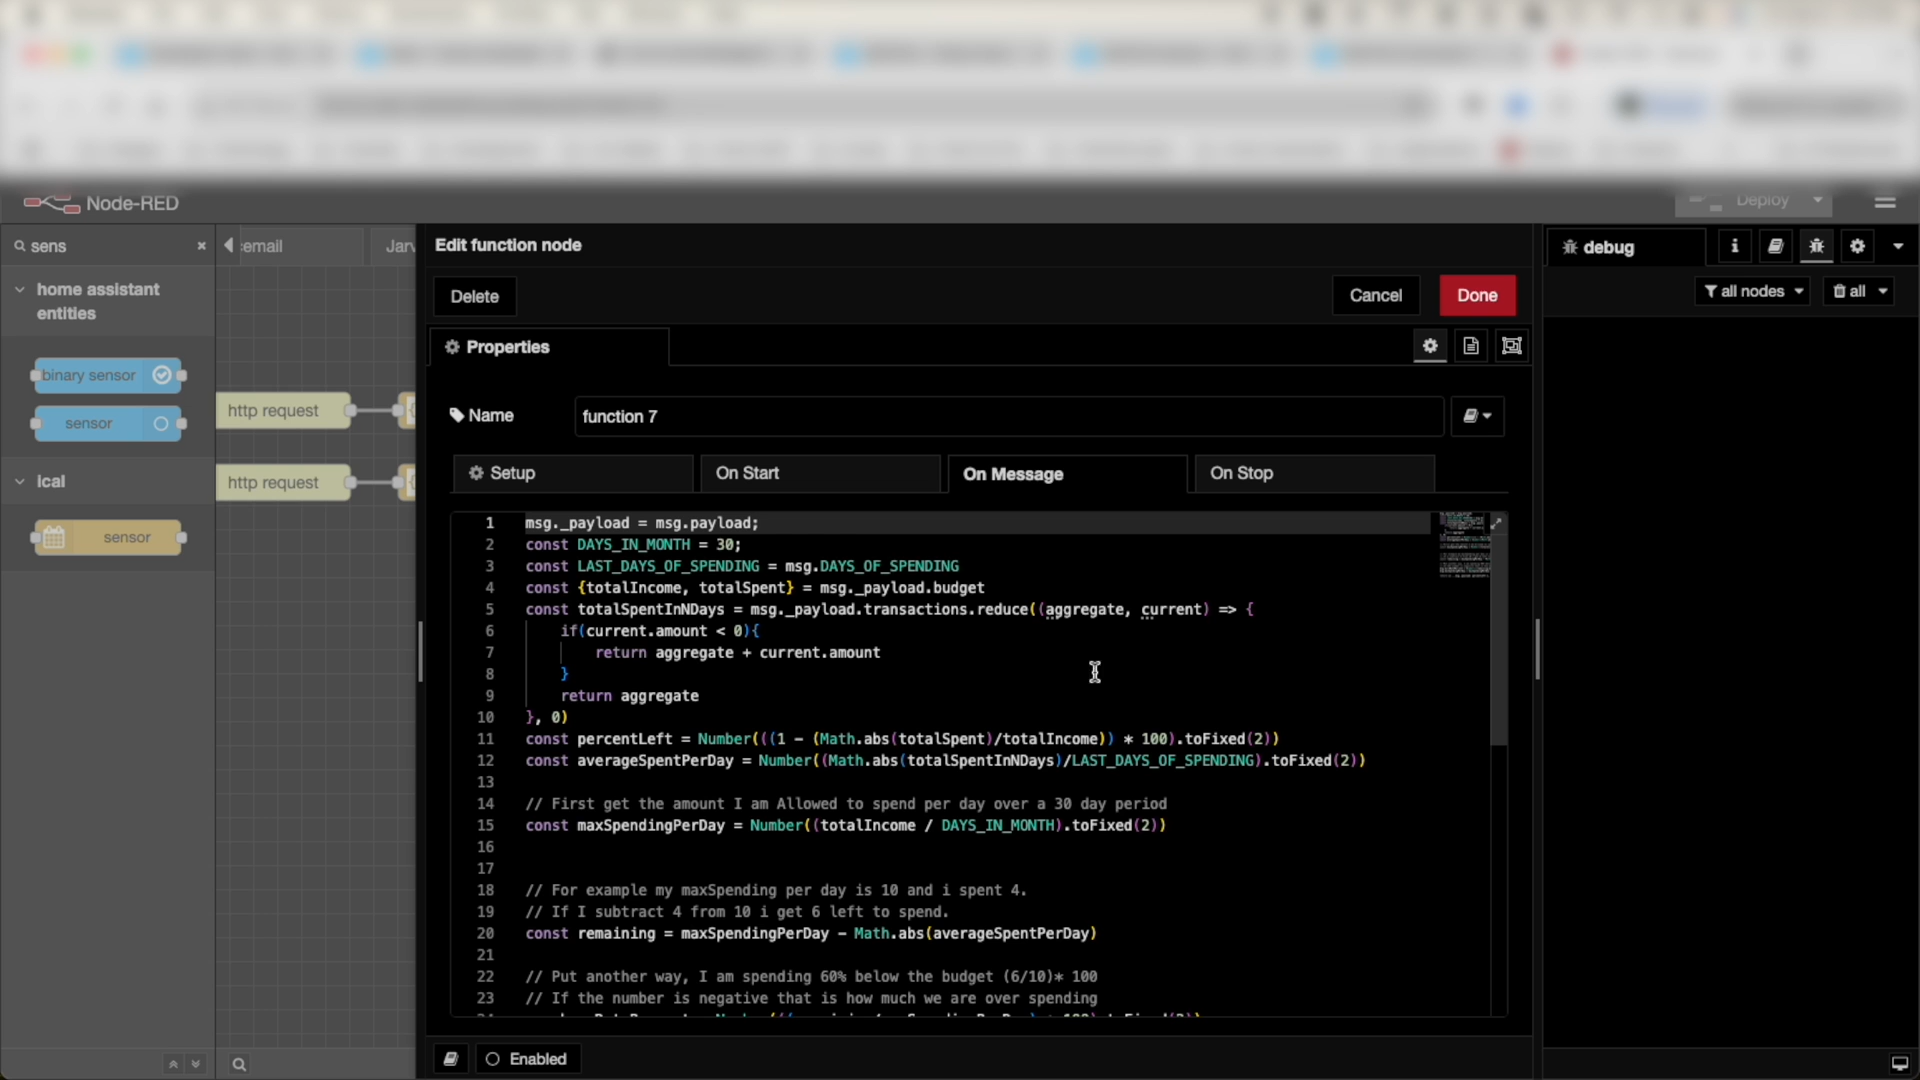 Node-RED
Deploy
sens
email
Jarv
Edit function node
debug
Delete
Cancel
Done
all nodes
all
home assistant
entities
Properties
binary sensor
sensor
http request
http request
Name
function 7
Setup
On Start
On Message
On Stop
ical
sensor
1 msg._payload = msg.payload;
2 const DAYS_IN_MONTH = 30;
3 const LAST_DAYS_OF_SPENDING = msg.DAYS_OF_SPENDING
4 const {totalIncome, totalSpent} = msg._payload.budget
5 const totalSpentInNDays = msg._payload.transactions.reduce((aggregate, current) => {
6 if(current.amount < 0){
7 return aggregate + current.amount
8 }
9 return aggregate
10 }, 0)
11 const percentLeft = Number(((1 - (Math.abs(totalSpent)/totalIncome)) * 100).toFixed(2))
12 const averageSpentPerDay = Number((Math.abs(totalSpentInNDays)/LAST_DAYS_OF_SPENDING).toFixed(2))
13
14 // First get the amount I am Allowed to spend per day over a 30 day period
15 const maxSpendingPerDay = Number((totalIncome / DAYS_IN_MONTH).toFixed(2))
16
17
18 // For example my maxSpending per day is 10 and i spent 4.
19 // If I subtract 4 from 10 i get 6 left to spend.
20 const remaining = maxSpendingPerDay - Math.abs(averageSpentPerDay)
21
22 // Put another way, I am spending 60% below the budget (6/10)* 100
23 // If the number is negative that is how much we are over spending
Enabled